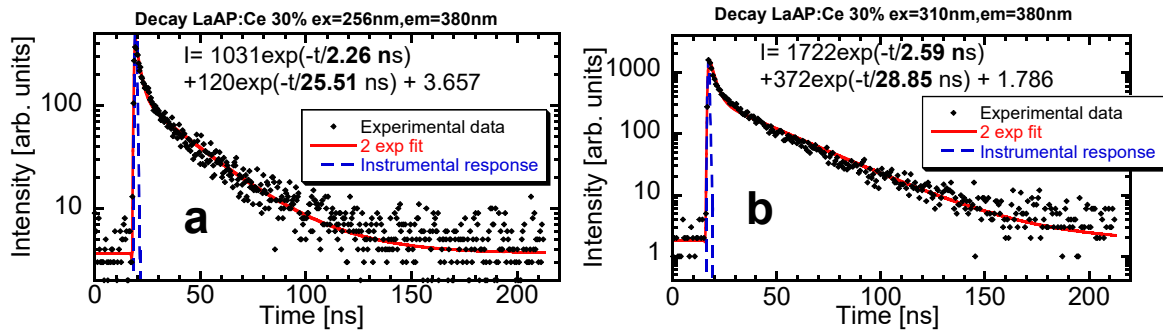 Decay LaAP:Ce 30% ex=256nm,em=380nm
I= 1031exp(-t/2.26 ns)
+120exp(-t/25.51 ns) + 3.657
Experimental data
2 exp fit
Instrumental response
Intensity [arb. units]
100
10
a
0 50 100 150 200
Time [ns]
Decay LaAP:Ce 30% ex=310nm,em=380nm
I= 1722exp(-t/2.59 ns)
+372exp(-t/28.85 ns) + 1.786
Experimental data
2 exp fit
Instrumental response
Intensity [arb. units]
1000
100
10
1
b
0 50 100 150 200
Time [ns]